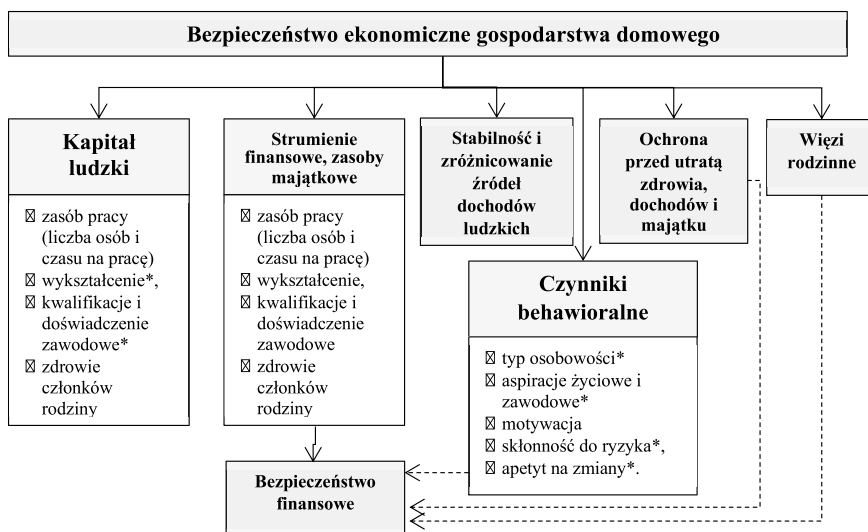 Bezpieczeństwo ekonomiczne gospodarstwa domowego
Kapitał
ludzki
zasób pracy
(liczba osób i
czasu na pracę)
wykształcenie*,
kwalifikacje i
doświadczenie
zawodowe*
zdrowie
członków
rodziny
Strumienie
finansowe, zasoby
majątkowe
zasób pracy
(liczba osób i
czasu na pracę)
wykształcenie,
kwalifikacje i
doświadczenie
zawodowe
zdrowie
członków
rodziny
Stabilność i
zróżnicowanie
źródeł
dochodów
ludzkich
Ochrona
przed utratą
zdrowia,
dochodów i
majątku
Więzi
rodzinne
Czynniki
behawioralne
typ osobowości*
aspiracje życiowe i
zawodowe*
motywacja
skłonność do ryzyka*,
apetyt na zmiany*.
Bezpieczeństwo
finansowe